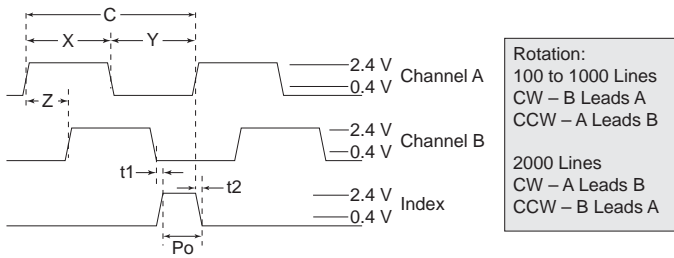 C
X Y
2.4 V
0.4 V
Channel A
Z
2.4 V
0.4 V
Channel B
t1 t2
2.4 V
0.4 V
Index
Po
Rotation:
100 to 1000 Lines
CW – B Leads A
CCW – A Leads B
2000 Lines
CW – A Leads B
CCW – B Leads A